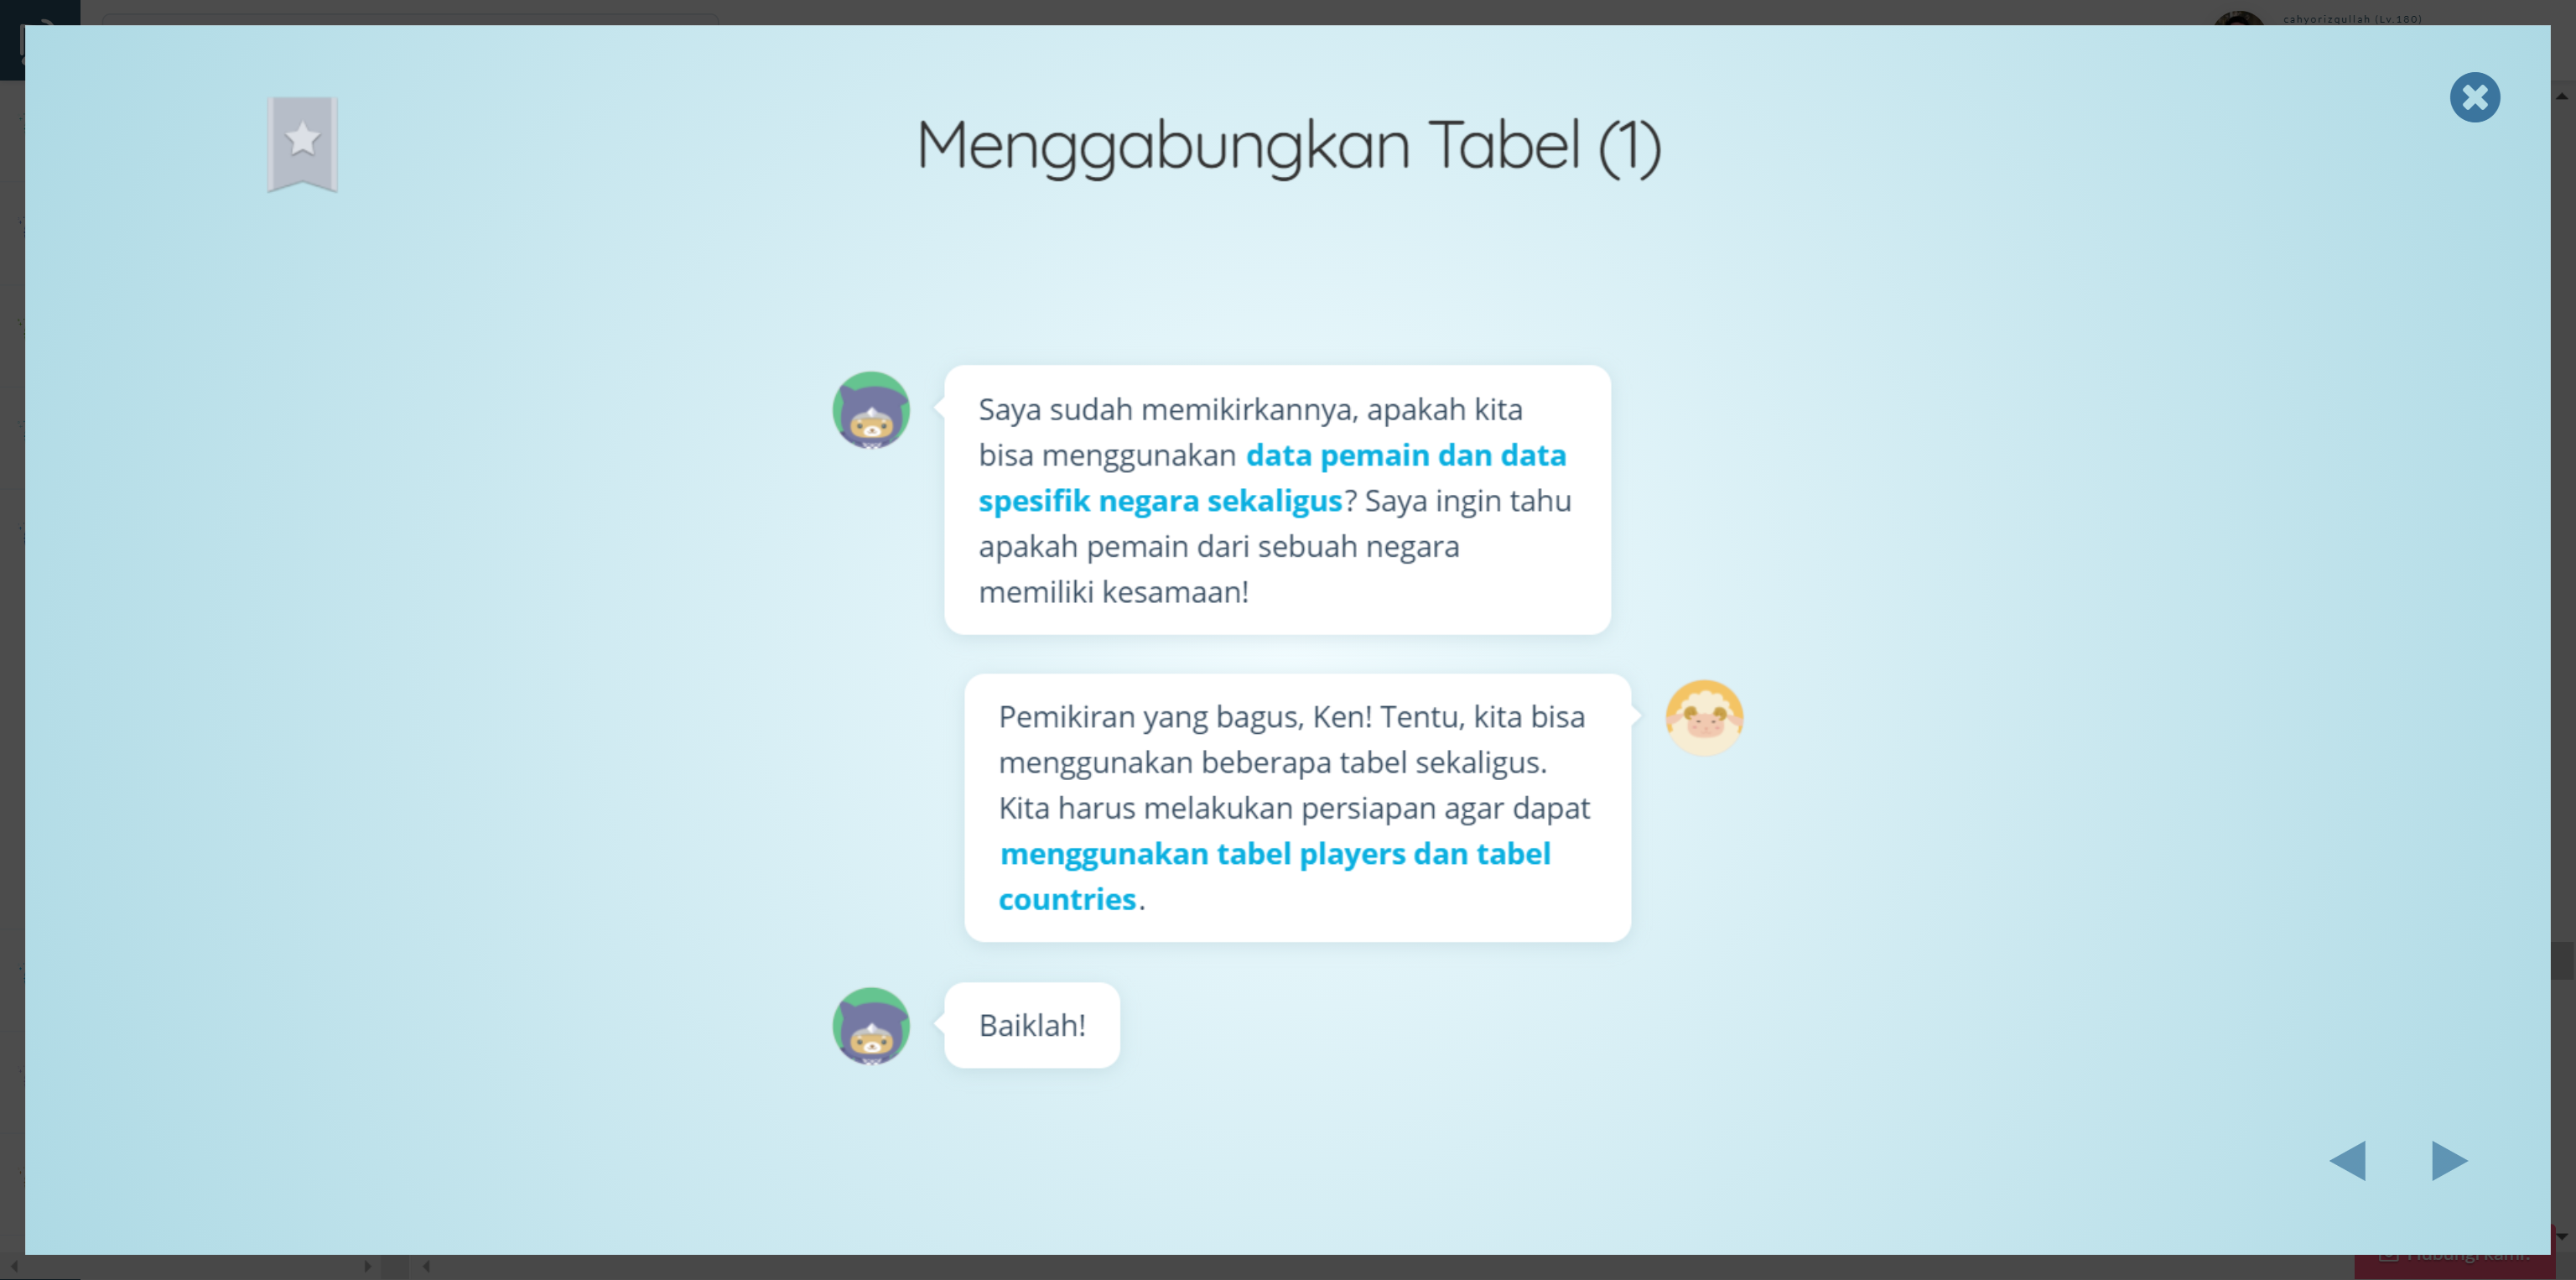 cahyorizqullah (Lv.180)
Menggabungkan Tabel (1)
Saya sudah memikirkannya, apakah kita
bisa menggunakan data pemain dan data
spesifik negara sekaligus? Saya ingin tahu
apakah pemain dari sebuah negara
memiliki kesamaan!
Pemikiran yang bagus, Ken! Tentu, kita bisa
menggunakan beberapa tabel sekaligus.
Kita harus melakukan persiapan agar dapat
menggunakan tabel players dan tabel
countries.
Baiklah!